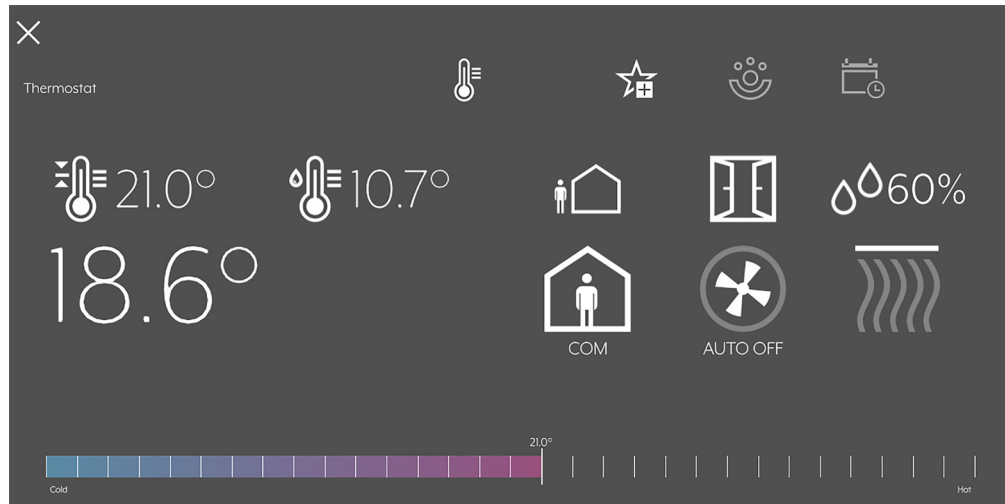 Thermostat
21.0°
10.7°
60%
18.6°
COM
AUTO OFF
21.0°
Cold
Hot